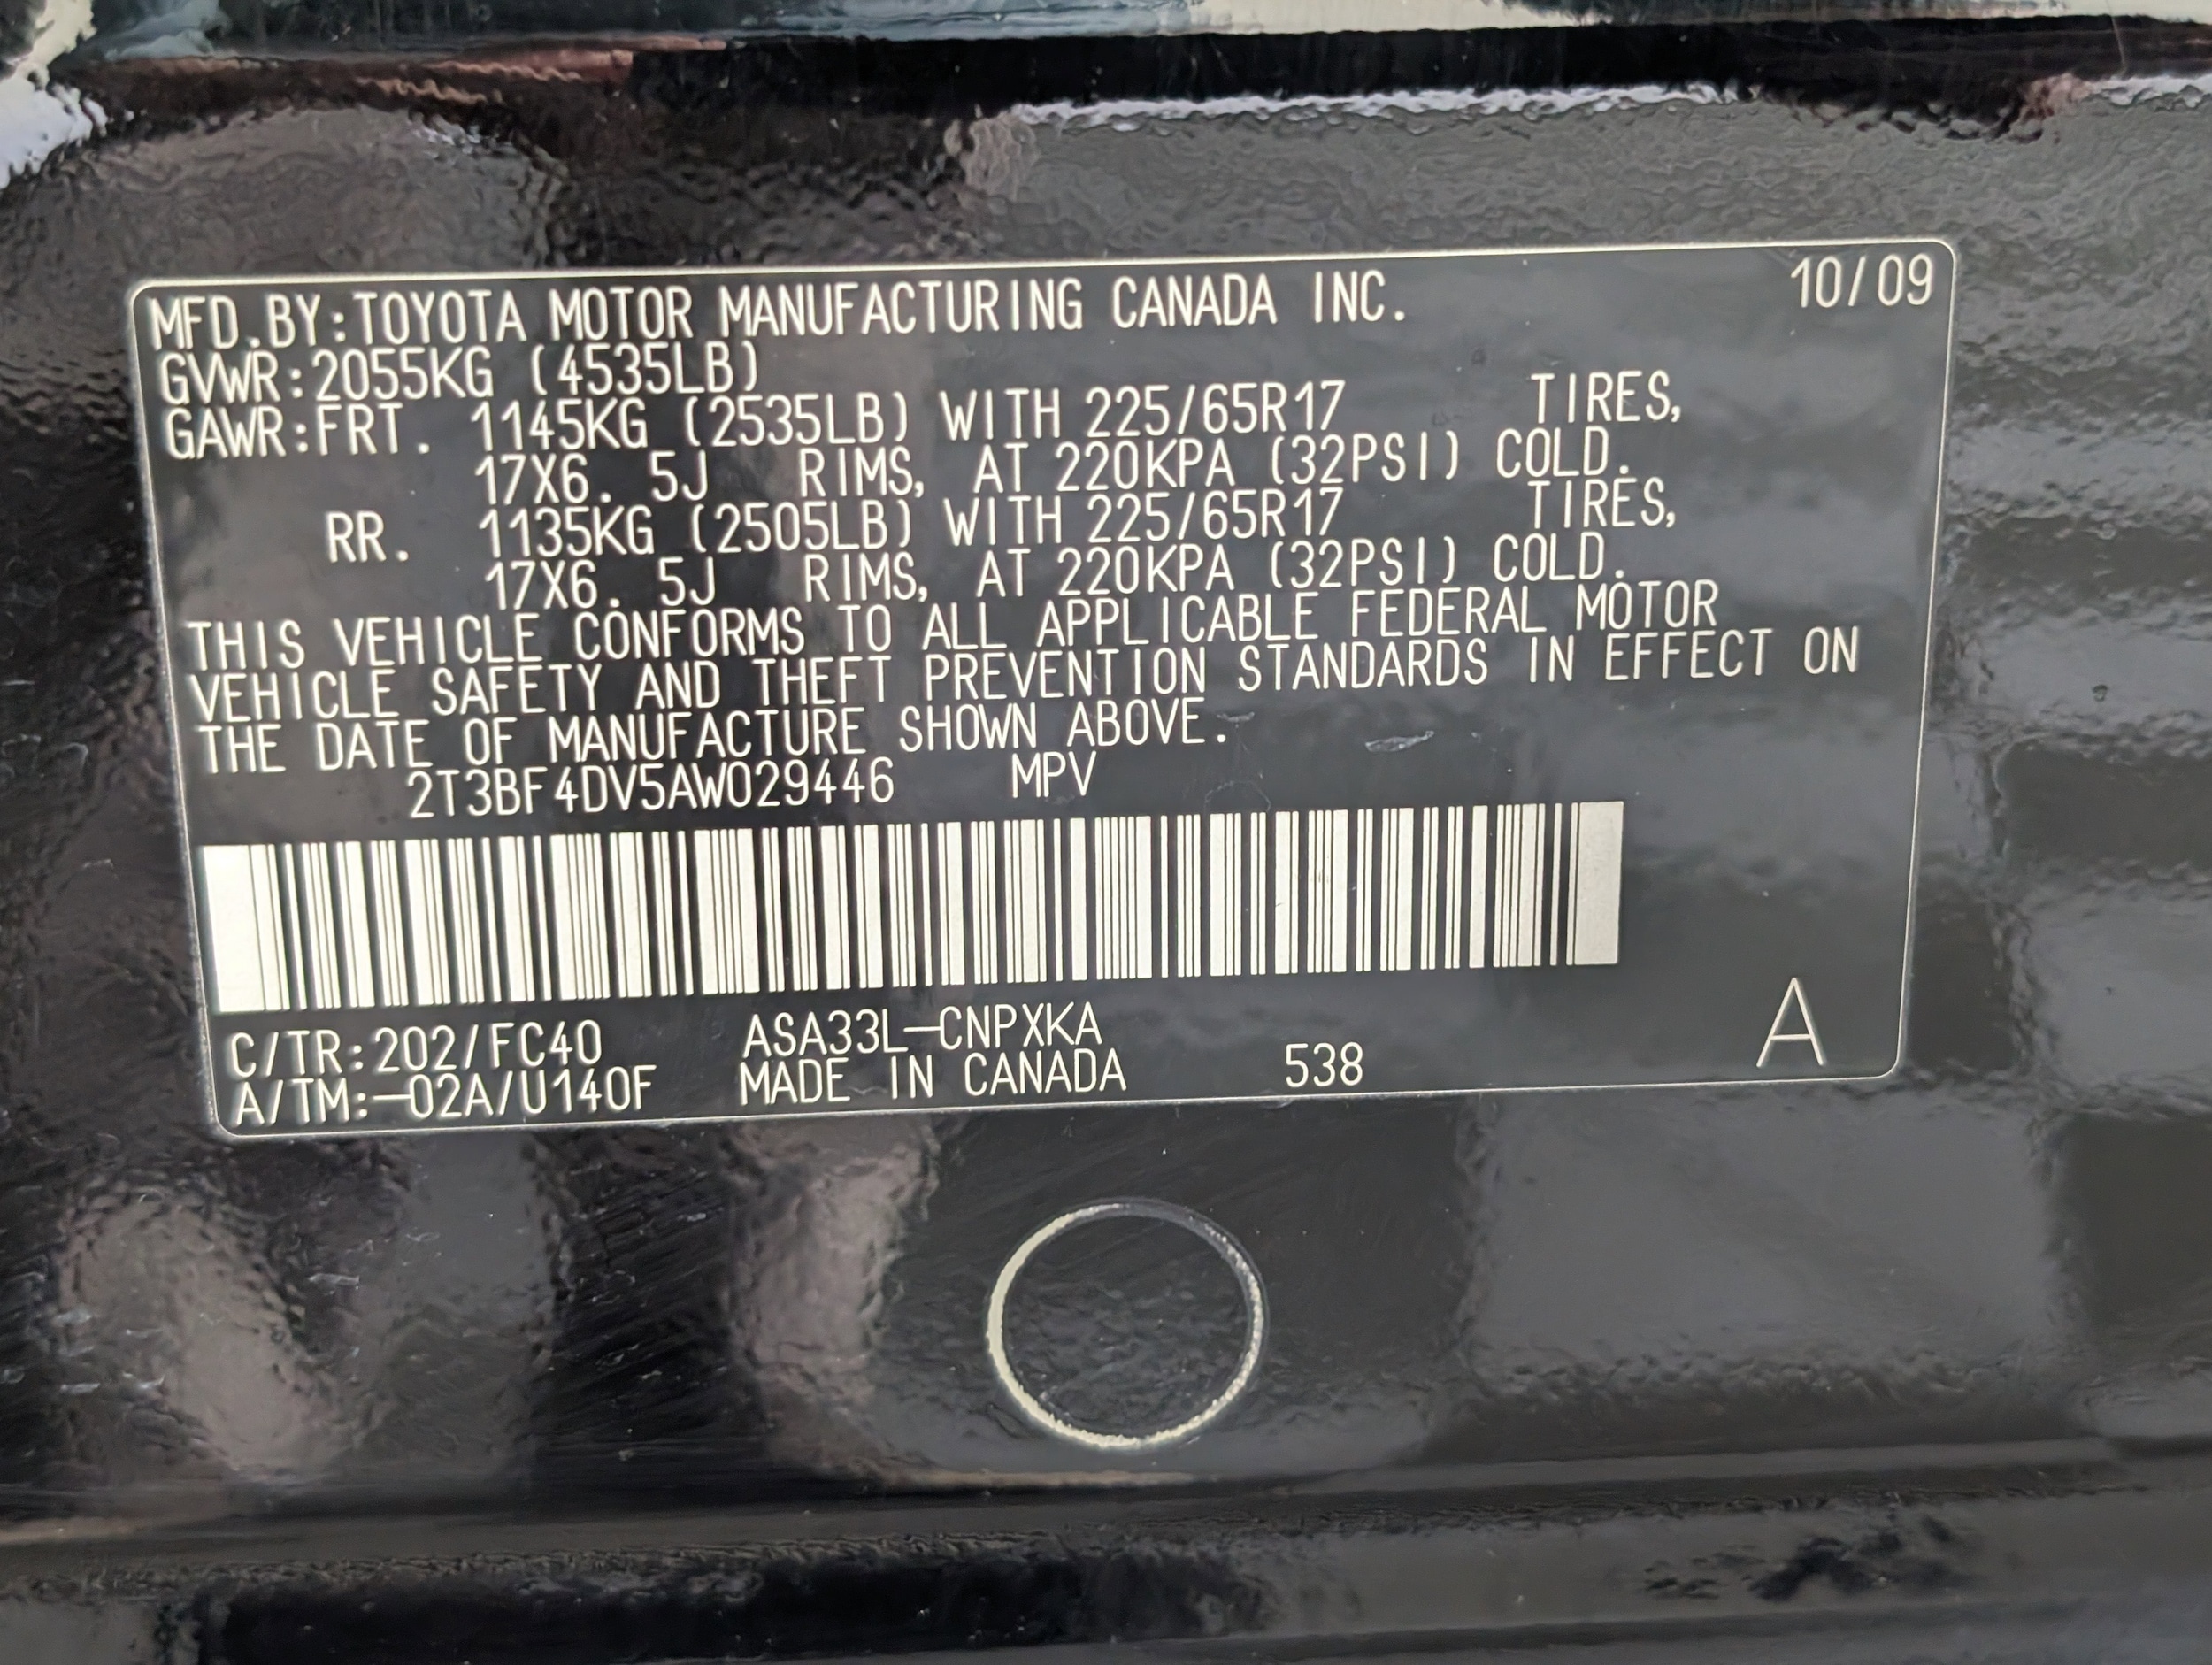 MFD.BY:TOYOTA MOTOR MANUFACTURING CANADA INC. 10/09
GVWR:2055KG (4535LB)
GAWR:FRT. 1145KG (2535LB) WITH 225/65R17 TIRES,
17X6. 5J RIMS, AT 220KPA (32PSI) COLD.
RR. 1135KG (2505LB) WITH 225/65R17 TIRES,
17X6. 5J RIMS, AT 220KPA (32PSI) COLD.
THIS VEHICLE CONFORMS TO ALL APPLICABLE FEDERAL MOTOR
VEHICLE SAFETY AND THEFT PREVENTION STANDARDS IN EFFECT ON
THE DATE OF MANUFACTURE SHOWN ABOVE.
2T3BF4DV5AW029446 MPV
C/TR:202/FC40 ASA33L-CNPXKA
A/TM:-02A/U140F MADE IN CANADA 538 A